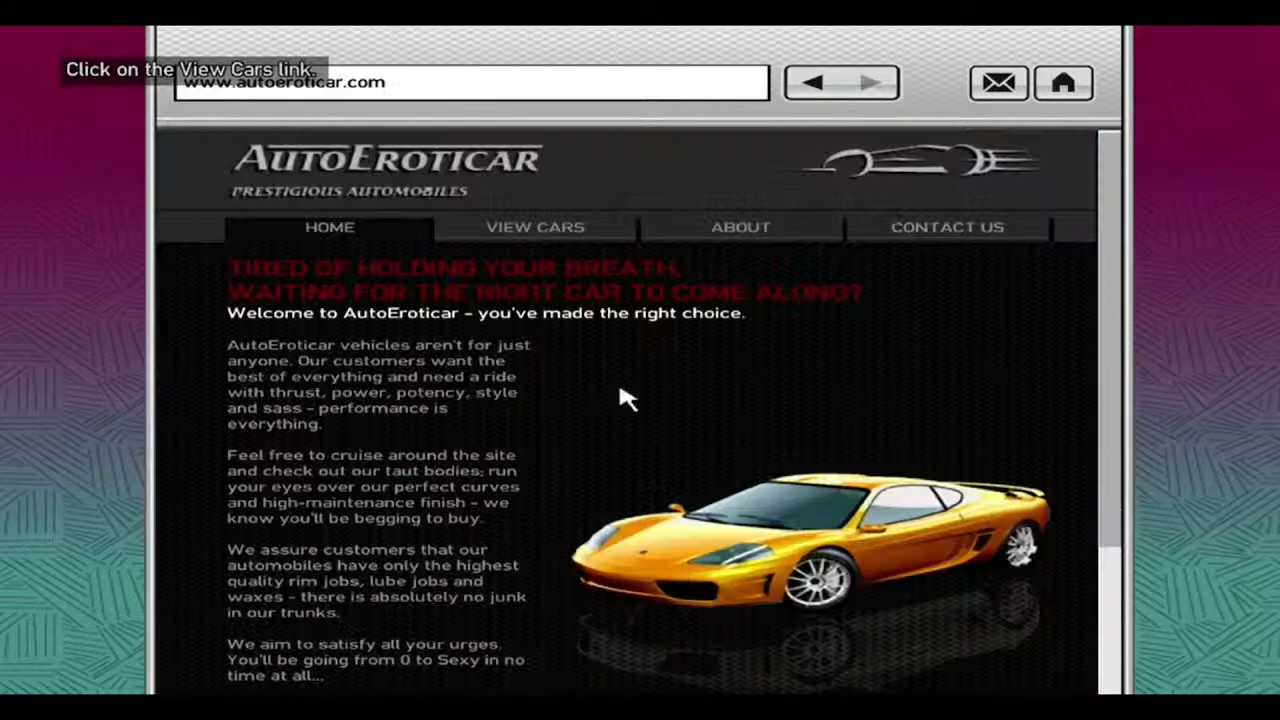 Click on the View Cars link.
www.autoeroticar.com
AUTOEROTICAR
PRESTIGIOUS AUTOMOBILES
HOME VIEW CARS ABOUT CONTACT US
TIRED OF HOLDING YOUR BREATH,
WAITING FOR THE RIGHT CAR TO COME ALONG?
Welcome to AutoEroticar - you've made the right choice.
AutoEroticar vehicles aren't for just
anyone. Our customers want the
best of everything and need a ride
with thrust, power, potency, style
and sass - performance is
everything.
Feel free to cruise around the site
and check out our taut bodies; run
your eyes over our perfect curves
and high-maintenance finish - we
know you'll be begging to buy.
We assure customers that our
automobiles have only the highest
quality rim jobs, lube jobs and
waxes - there is absolutely no junk
in our trunks.
We aim to satisfy all your urges.
You'll be going from 0 to Sexy in no
time at all...